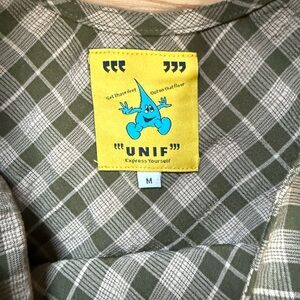 Get Those feet Out on that floor
"UNIF"
Express Yourself
M